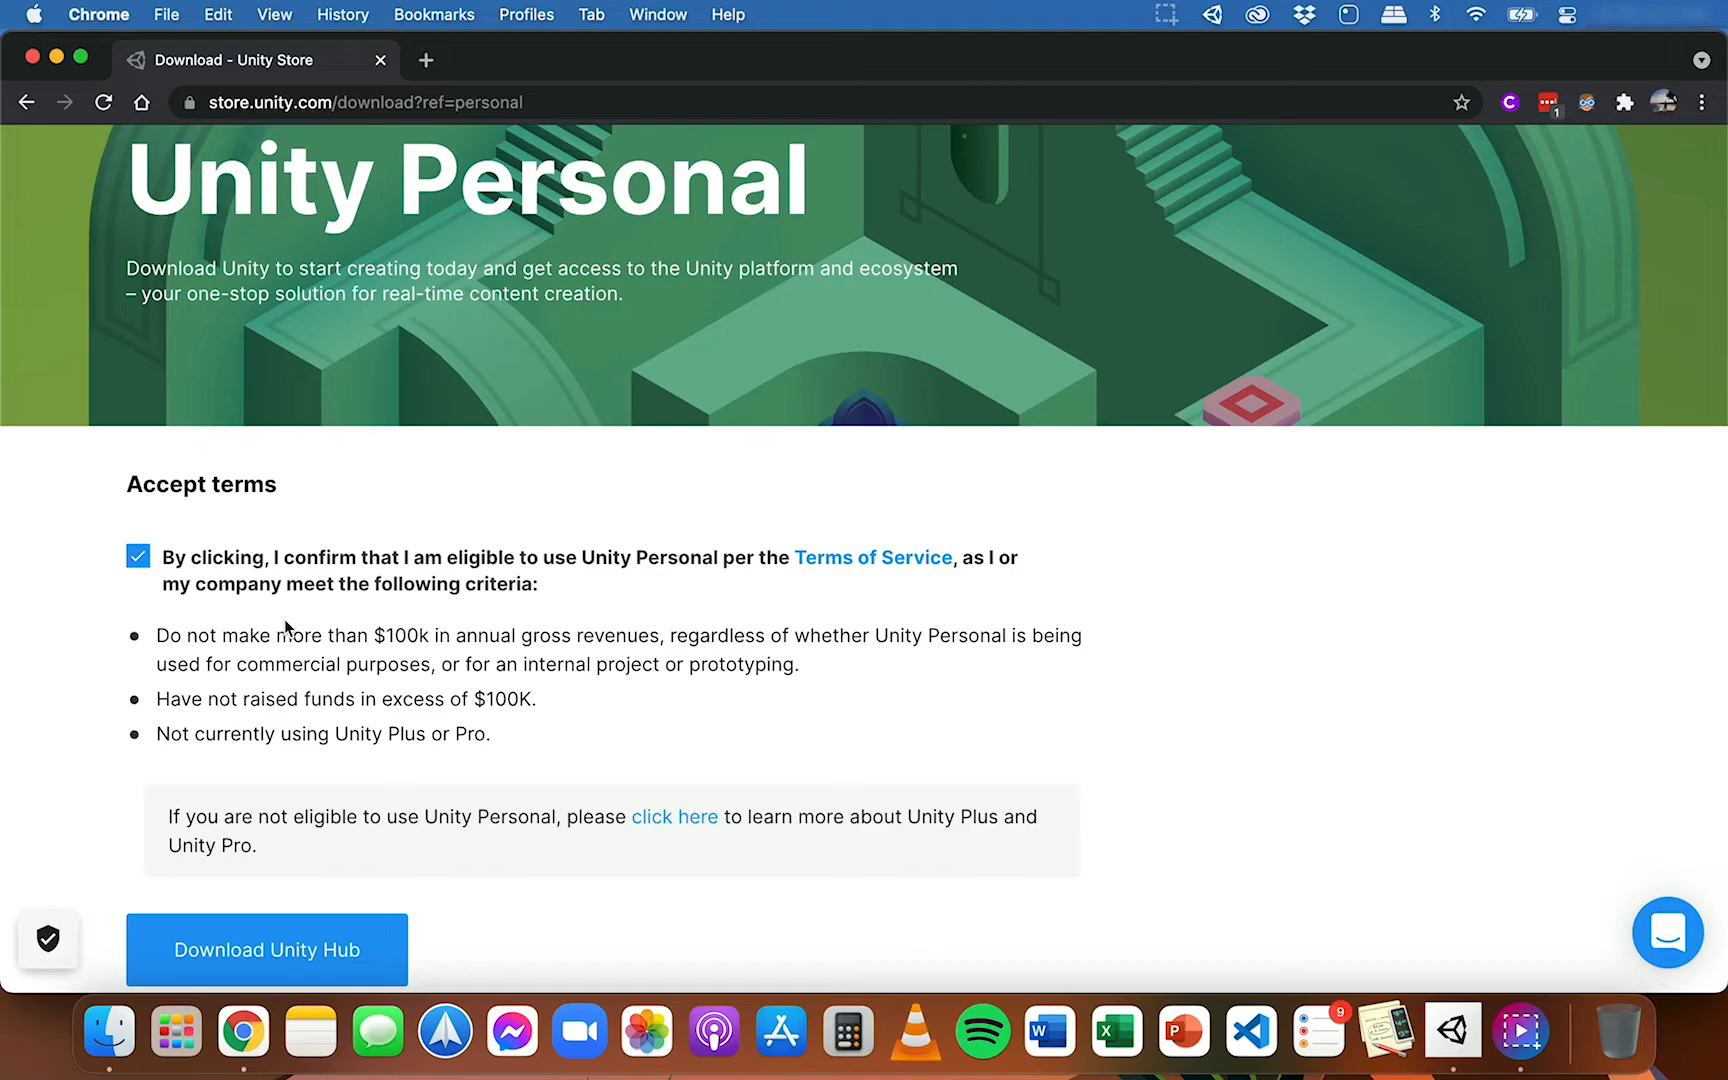 Chrome File Edit View History Bookmarks Profiles Tab Window Help
Download - Unity Store
store.unity.com/download?ref=personal
C
1
Unity Personal
Download Unity to start creating today and get access to the Unity platform and ecosystem
– your one-stop solution for real-time content creation.
Accept terms
By clicking, I confirm that I am eligible to use Unity Personal per the Terms of Service, as I or
my company meet the following criteria:
Do not make more than $100k in annual gross revenues, regardless of whether Unity Personal is being
used for commercial purposes, or for an internal project or prototyping.
Have not raised funds in excess of $100K.
Not currently using Unity Plus or Pro.
If you are not eligible to use Unity Personal, please click here to learn more about Unity Plus and
Unity Pro.
Download Unity Hub
W X P 9